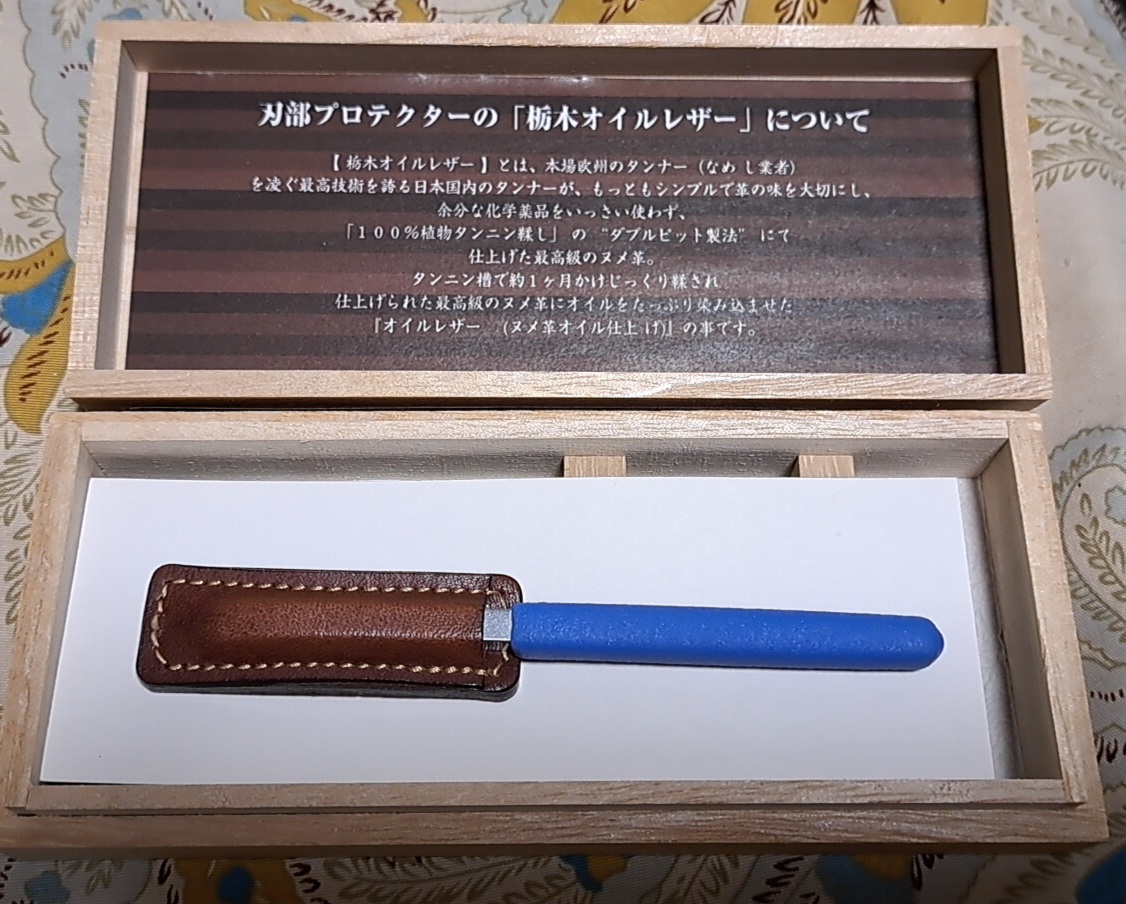 刃部プロテクターの「栃木オイルレザー」について
【 栃木オイルレザー 】とは、本場欧州のタンナー（なめ し業者）
を凌ぐ最高技術を誇る日本国内のタンナーが、もっともシンプルで革の味を大切にし、
余分な化学薬品をいっさい使わず、
「１００％植物タンニン鞣し」の “ダブルピット製法” にて
仕上げた最高級のヌメ革。
タンニン槽で約１ヶ月かけじっくり鞣され
仕上げられた最高級のヌメ革にオイルをたっぷり染み込ませた
『オイルレザー　(ヌメ革オイル仕上 げ)』の事です。